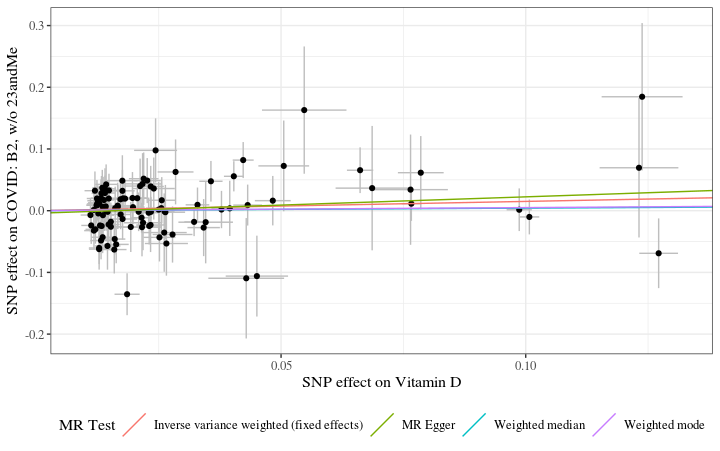 0.3
0.2
0.1
0.0
-0.1
-0.2
SNP effect on COVID: B2, w/o 23andMe
0.05
0.10
SNP effect on Vitamin D
MR Test
Inverse variance weighted (fixed effects)
MR Egger
Weighted median
Weighted mode